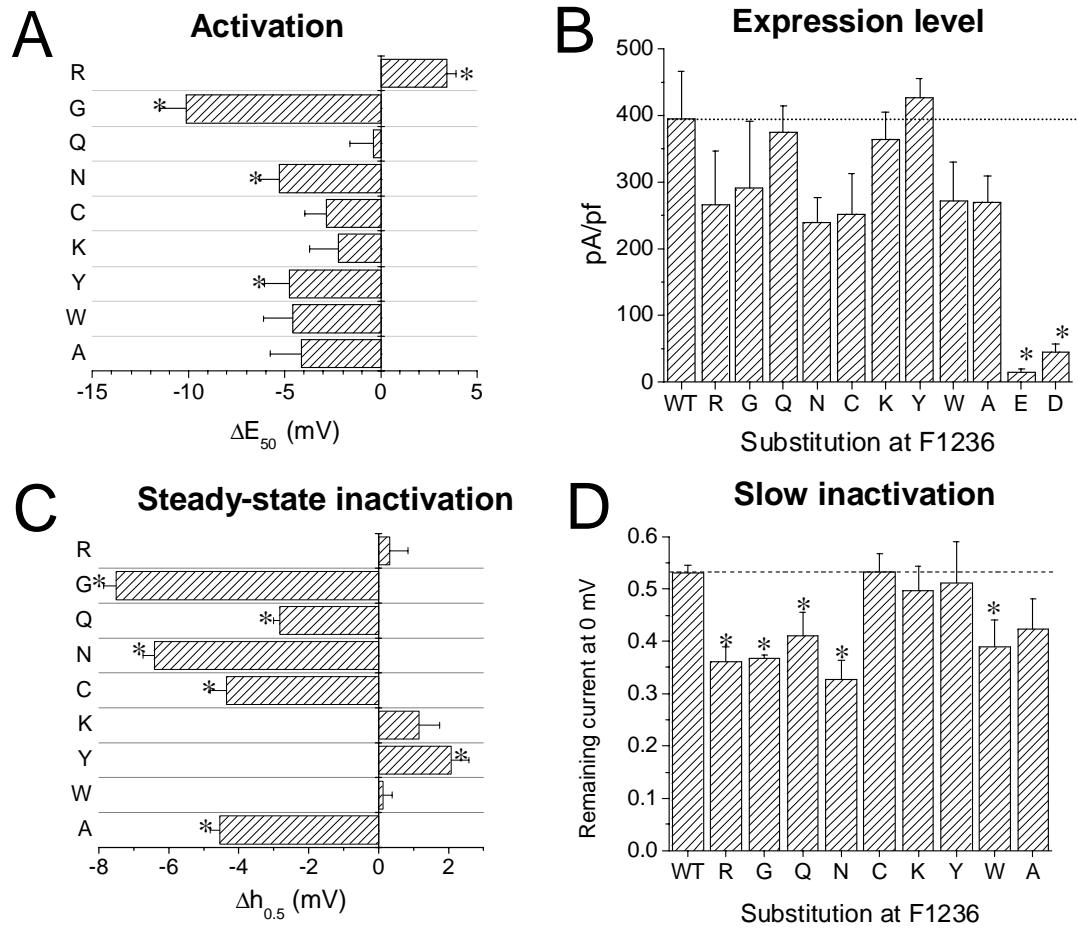 A
Activation
R
*
G
*
Q
N
*
C
K
Y
*
W
A
-15 -10 -5 0 5
ΔE50 (mV)
B
Expression level
500
400
300
200
100
0
pA/pf
* *
WT R G Q N C K Y W A E D
Substitution at F1236
C
Steady-state inactivation
R
G*
Q
*
N
*
C
*
K
Y
*
W
A
*
-8 -6 -4 -2 0 2
Δh0.5 (mV)
D
Slow inactivation
0.6
0.5
0.4
0.3
0.2
0.1
0.0
Remaining current at 0 mV
* * * * *
WT R G Q N C K Y W A
Substitution at F1236